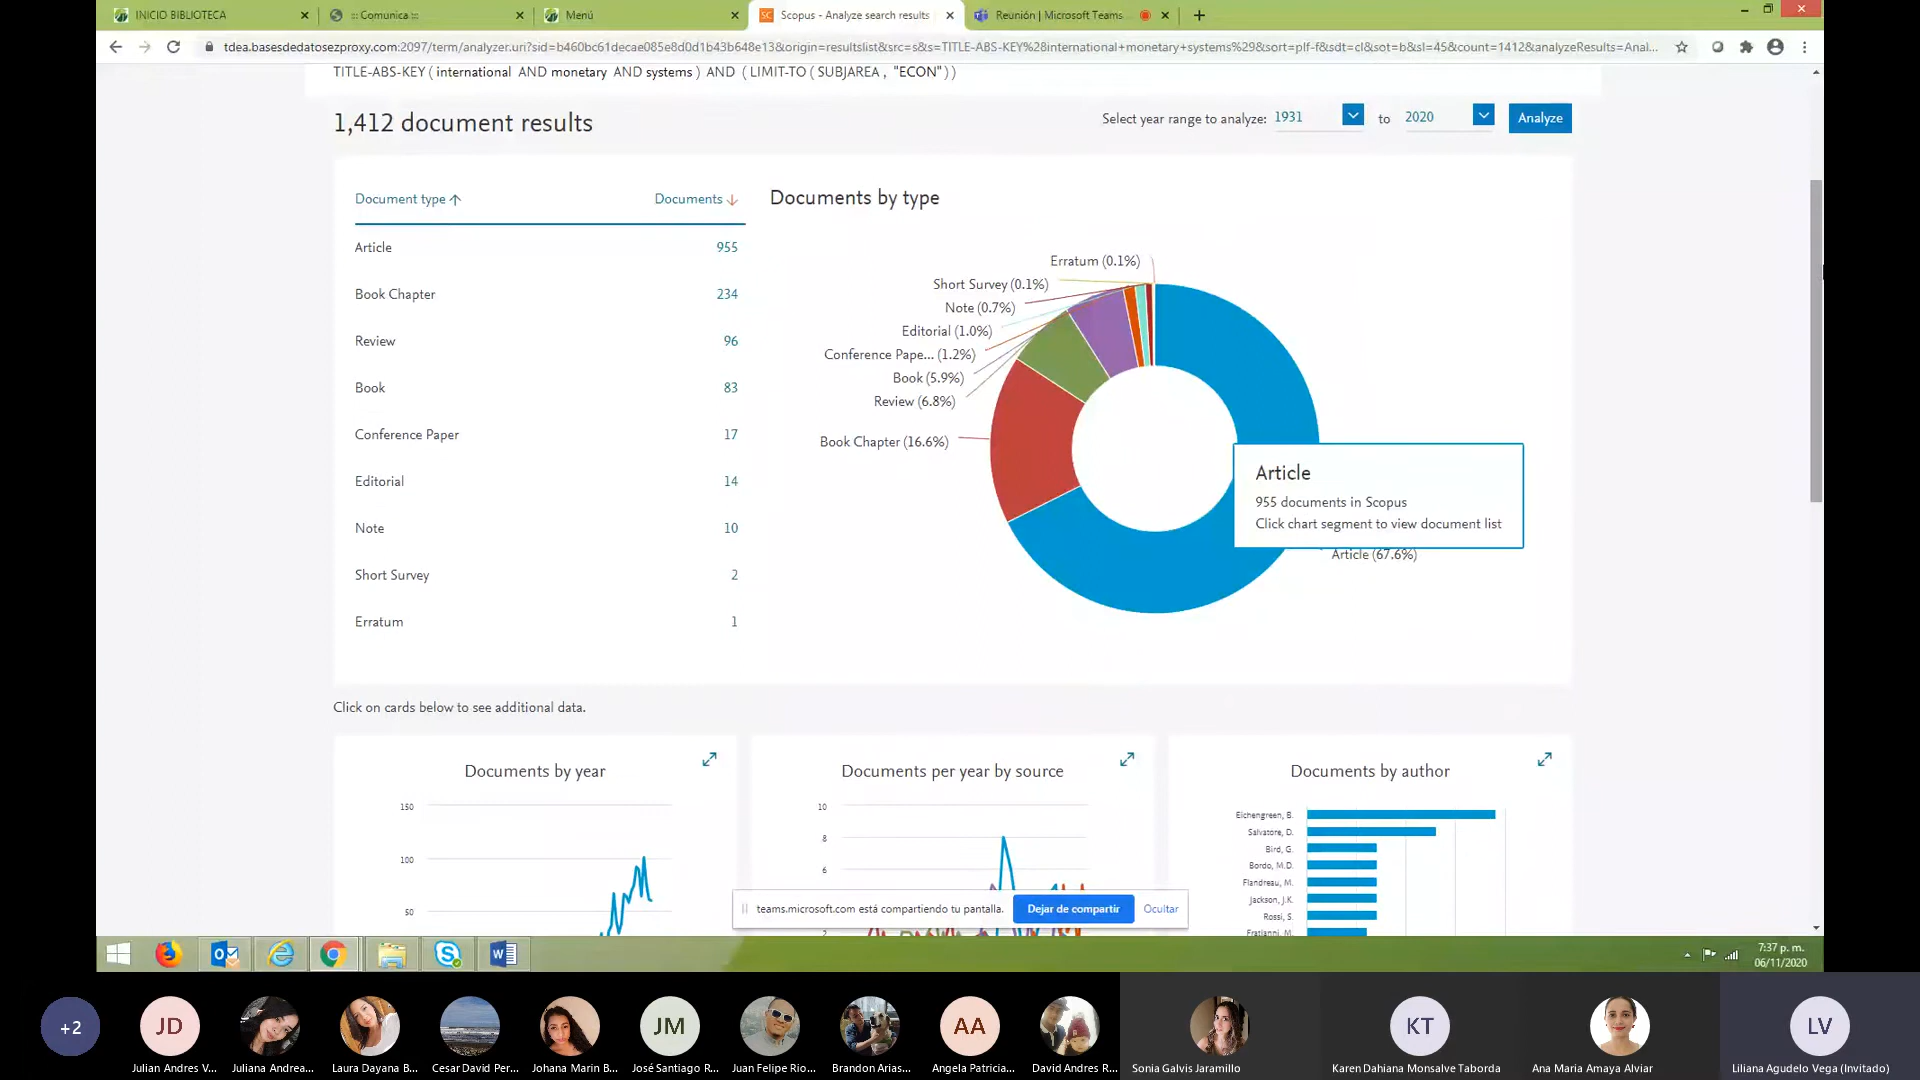 INICIO BIBLIOTECA
::: Comunica :::
Menú
Scopus - Analyze search results
Reunión | Microsoft Teams
tdea.basesdedatosezproxy.com:2097/term/analyzer.uri?sid=b460bc61decae085e8d0d1b43b648e13&origin=resultslist&src=s&s=TITLE-ABS-KEY%28international+monetary+systems%29&sort=plf-f&sdt=cl&sot=b&sl=45&count=1412&analyzeResults=Anal...
TITLE-ABS-KEY ( international AND monetary AND systems ) AND ( LIMIT-TO ( SUBJAREA , "ECON" ) )
1,412 document results
Select year range to analyze: 1931 to 2020 Analyze
Document type Documents
Article 955
Book Chapter 234
Review 96
Book 83
Conference Paper 17
Editorial 14
Note 10
Short Survey 2
Erratum 1
Documents by type
Erratum (0.1%)
Short Survey (0.1%)
Note (0.7%)
Editorial (1.0%)
Conference Pape... (1.2%)
Book (5.9%)
Review (6.8%)
Book Chapter (16.6%)
Article
955 documents in Scopus
Click chart segment to view document list
Article (67.6%)
Click on cards below to see additional data.
Documents by year
150
100
50
Documents per year by source
10
8
6
2
Documents by author
Eichengreen, B.
Salvatore, D.
Bird, G.
Bordo, M.D.
Flandreau, M.
Jackson, J.K.
Rossi, S.
Fratianni, M.
teams.microsoft.com está compartiendo tu pantalla. Dejar de compartir Ocultar
7:37 p. m.
06/11/2020
+2
JD
JM
AA
KT
LV
Julian Andres V...
Juliana Andrea...
Laura Dayana B...
Cesar David Per...
Johana Marin B...
José Santiago R...
Juan Felipe Rio...
Brandon Arias...
Angela Patricia...
David Andres R...
Sonia Galvis Jaramillo
Karen Dahiana Monsalve Taborda
Ana Maria Amaya Alviar
Liliana Agudelo Vega (Invitado)